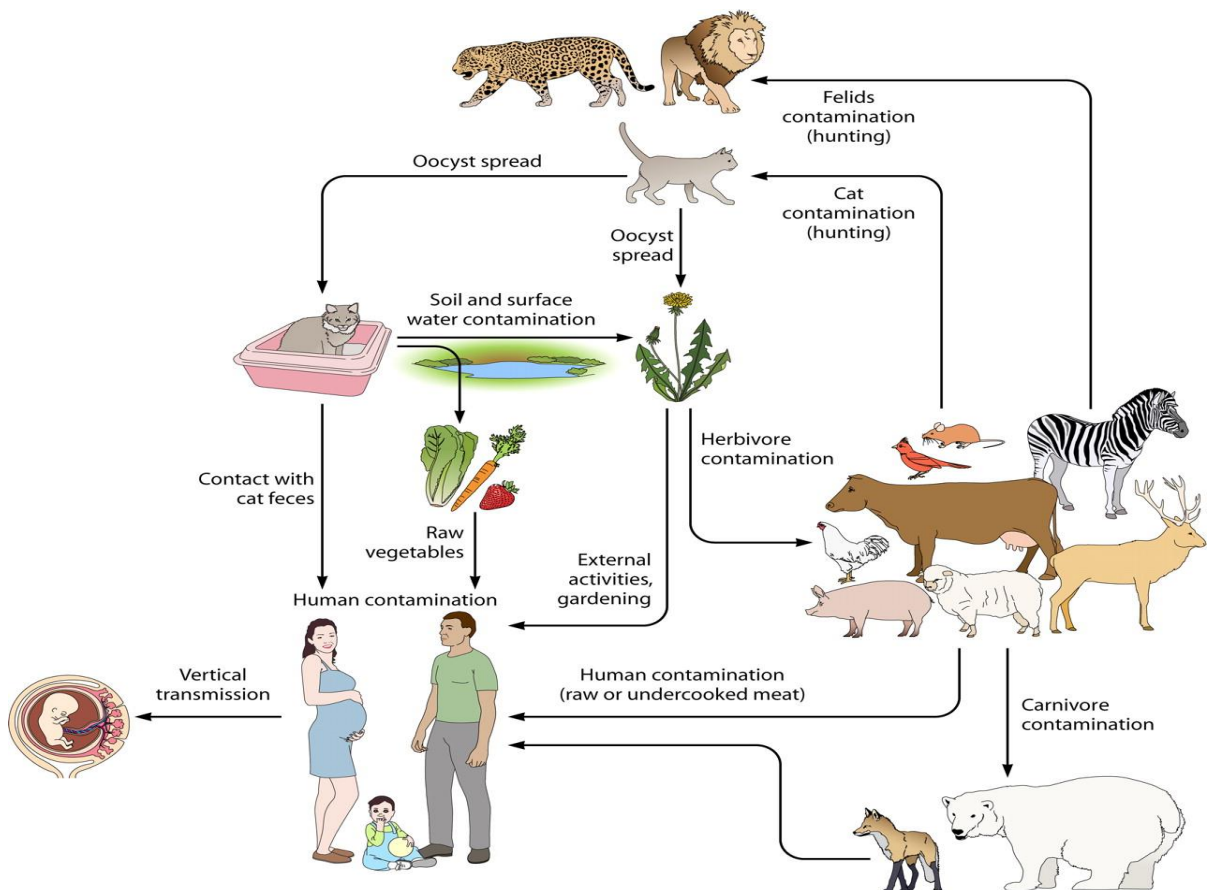 Felids
contamination
(hunting)
Oocyst spread
Cat
contamination
(hunting)
Oocyst
spread
Soil and surface
water contamination
Herbivore
contamination
Contact with
cat feces
Raw
vegetables
External
activities,
gardening
Human contamination
Vertical
transmission
Human contamination
(raw or undercooked meat)
Carnivore
contamination